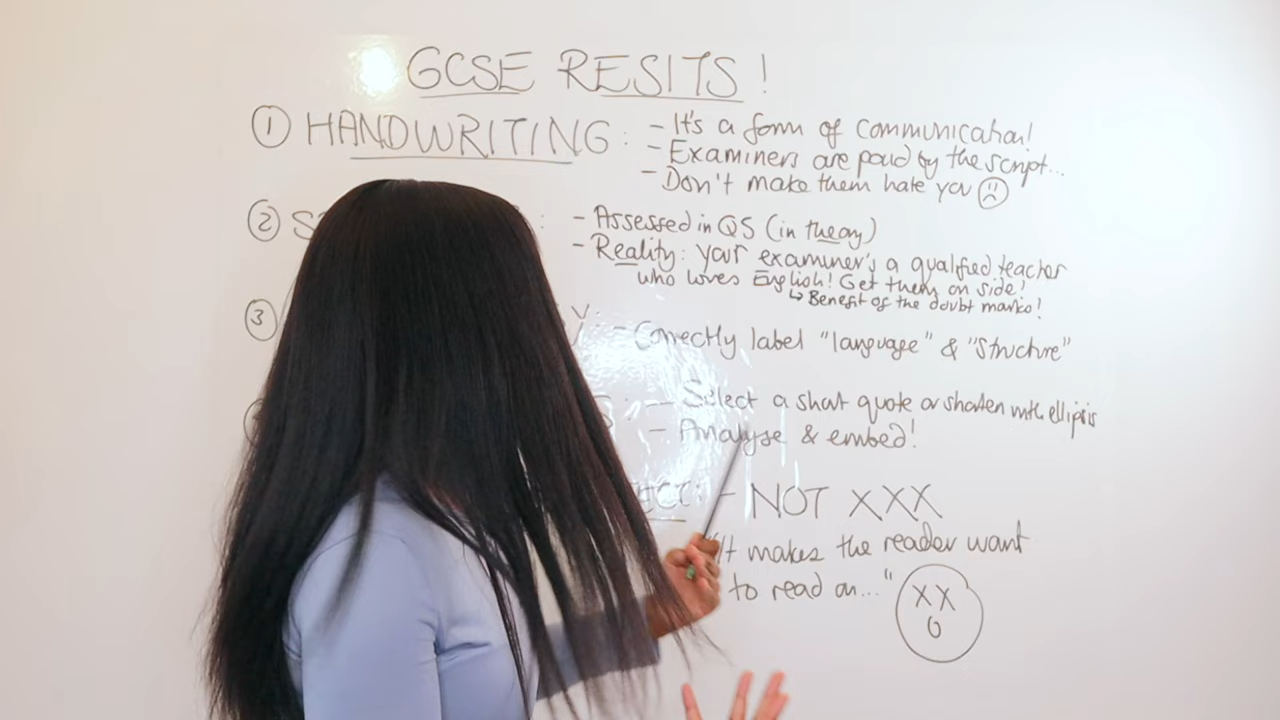 GCSE RESITS!
① HANDWRITING: - It's a form of communication!
- Examiners are paid by the script...
- Don't make them hate you ☹
② S : - Assessed in QS (in theory)
- Reality: your examiner's a qualified teacher
who loves English! Get them on side!
↳ Benefit of the doubt marks!
③ Y: - Correctly label "language" & "structure"
S: - Select a short quote or shorten with ellipsis
- Analyse & embed!
- NOT XXX
"It makes the reader want
to read on..."